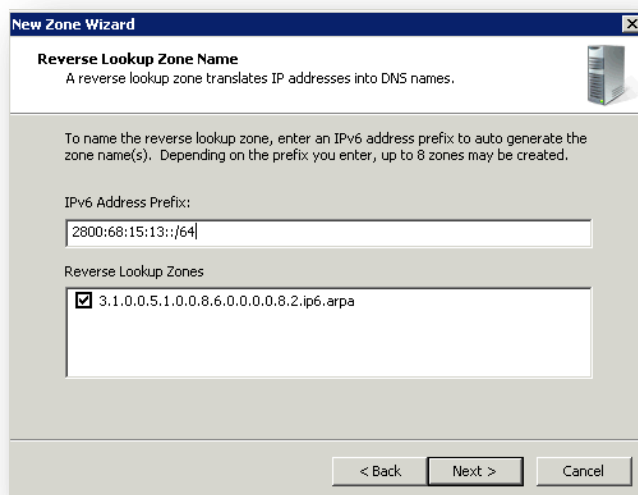 New Zone Wizard
Reverse Lookup Zone Name
A reverse lookup zone translates IP addresses into DNS names.
To name the reverse lookup zone, enter an IPv6 address prefix to auto generate the
zone name(s). Depending on the prefix you enter, up to 8 zones may be created.
IPv6 Address Prefix:
2800:68:15:13::/64
Reverse Lookup Zones
3.1.0.0.5.1.0.0.8.6.0.0.0.0.8.2.ip6.arpa
< Back
Next >
Cancel